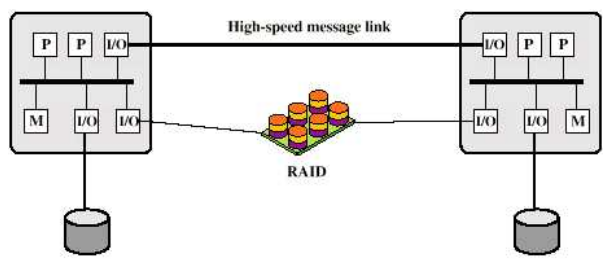 High-speed message link
P P I/O
I/O P P
M I/O I/O
I/O I/O M
RAID